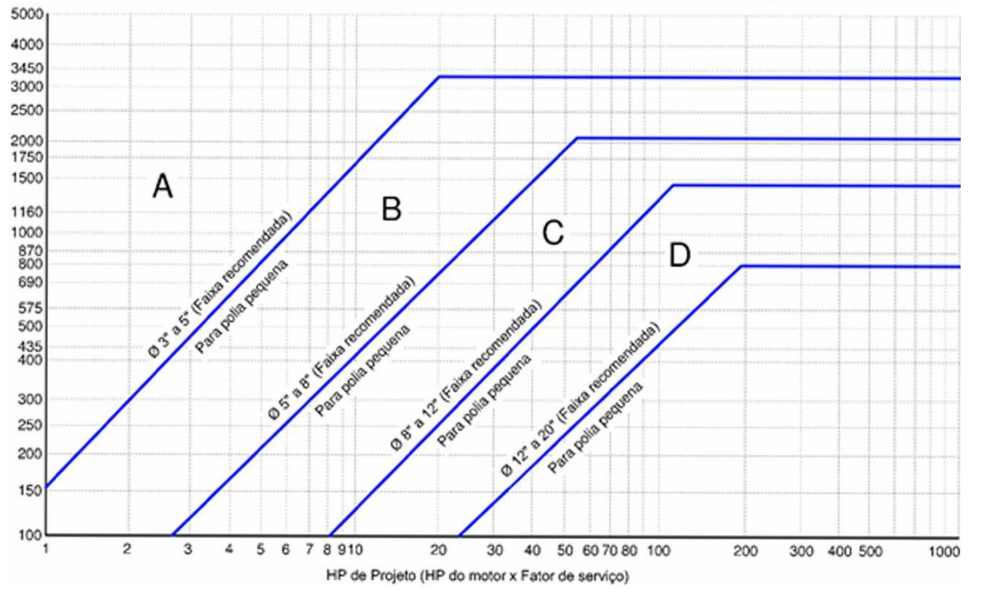 5000
4000
3450
3000
2500
2000
1750
1500
1160
1000
870
800
690
575
500
435
400
300
250
200
150
100
A
B
C
D
Ø 3" a 5" (Faixa recomendada)
Para polia pequena
Ø 5" a 8" (Faixa recomendada)
Para polia pequena
Ø 8" a 12" (Faixa recomendada)
Para polia pequena
Ø 12" a 20" (Faixa recomendada)
Para polia pequena
1 2 3 4 5 6 7 8 9 10 20 30 40 50 60 70 80 100 200 300 400 500 1000
HP de Projeto (HP do motor x Fator de serviço)